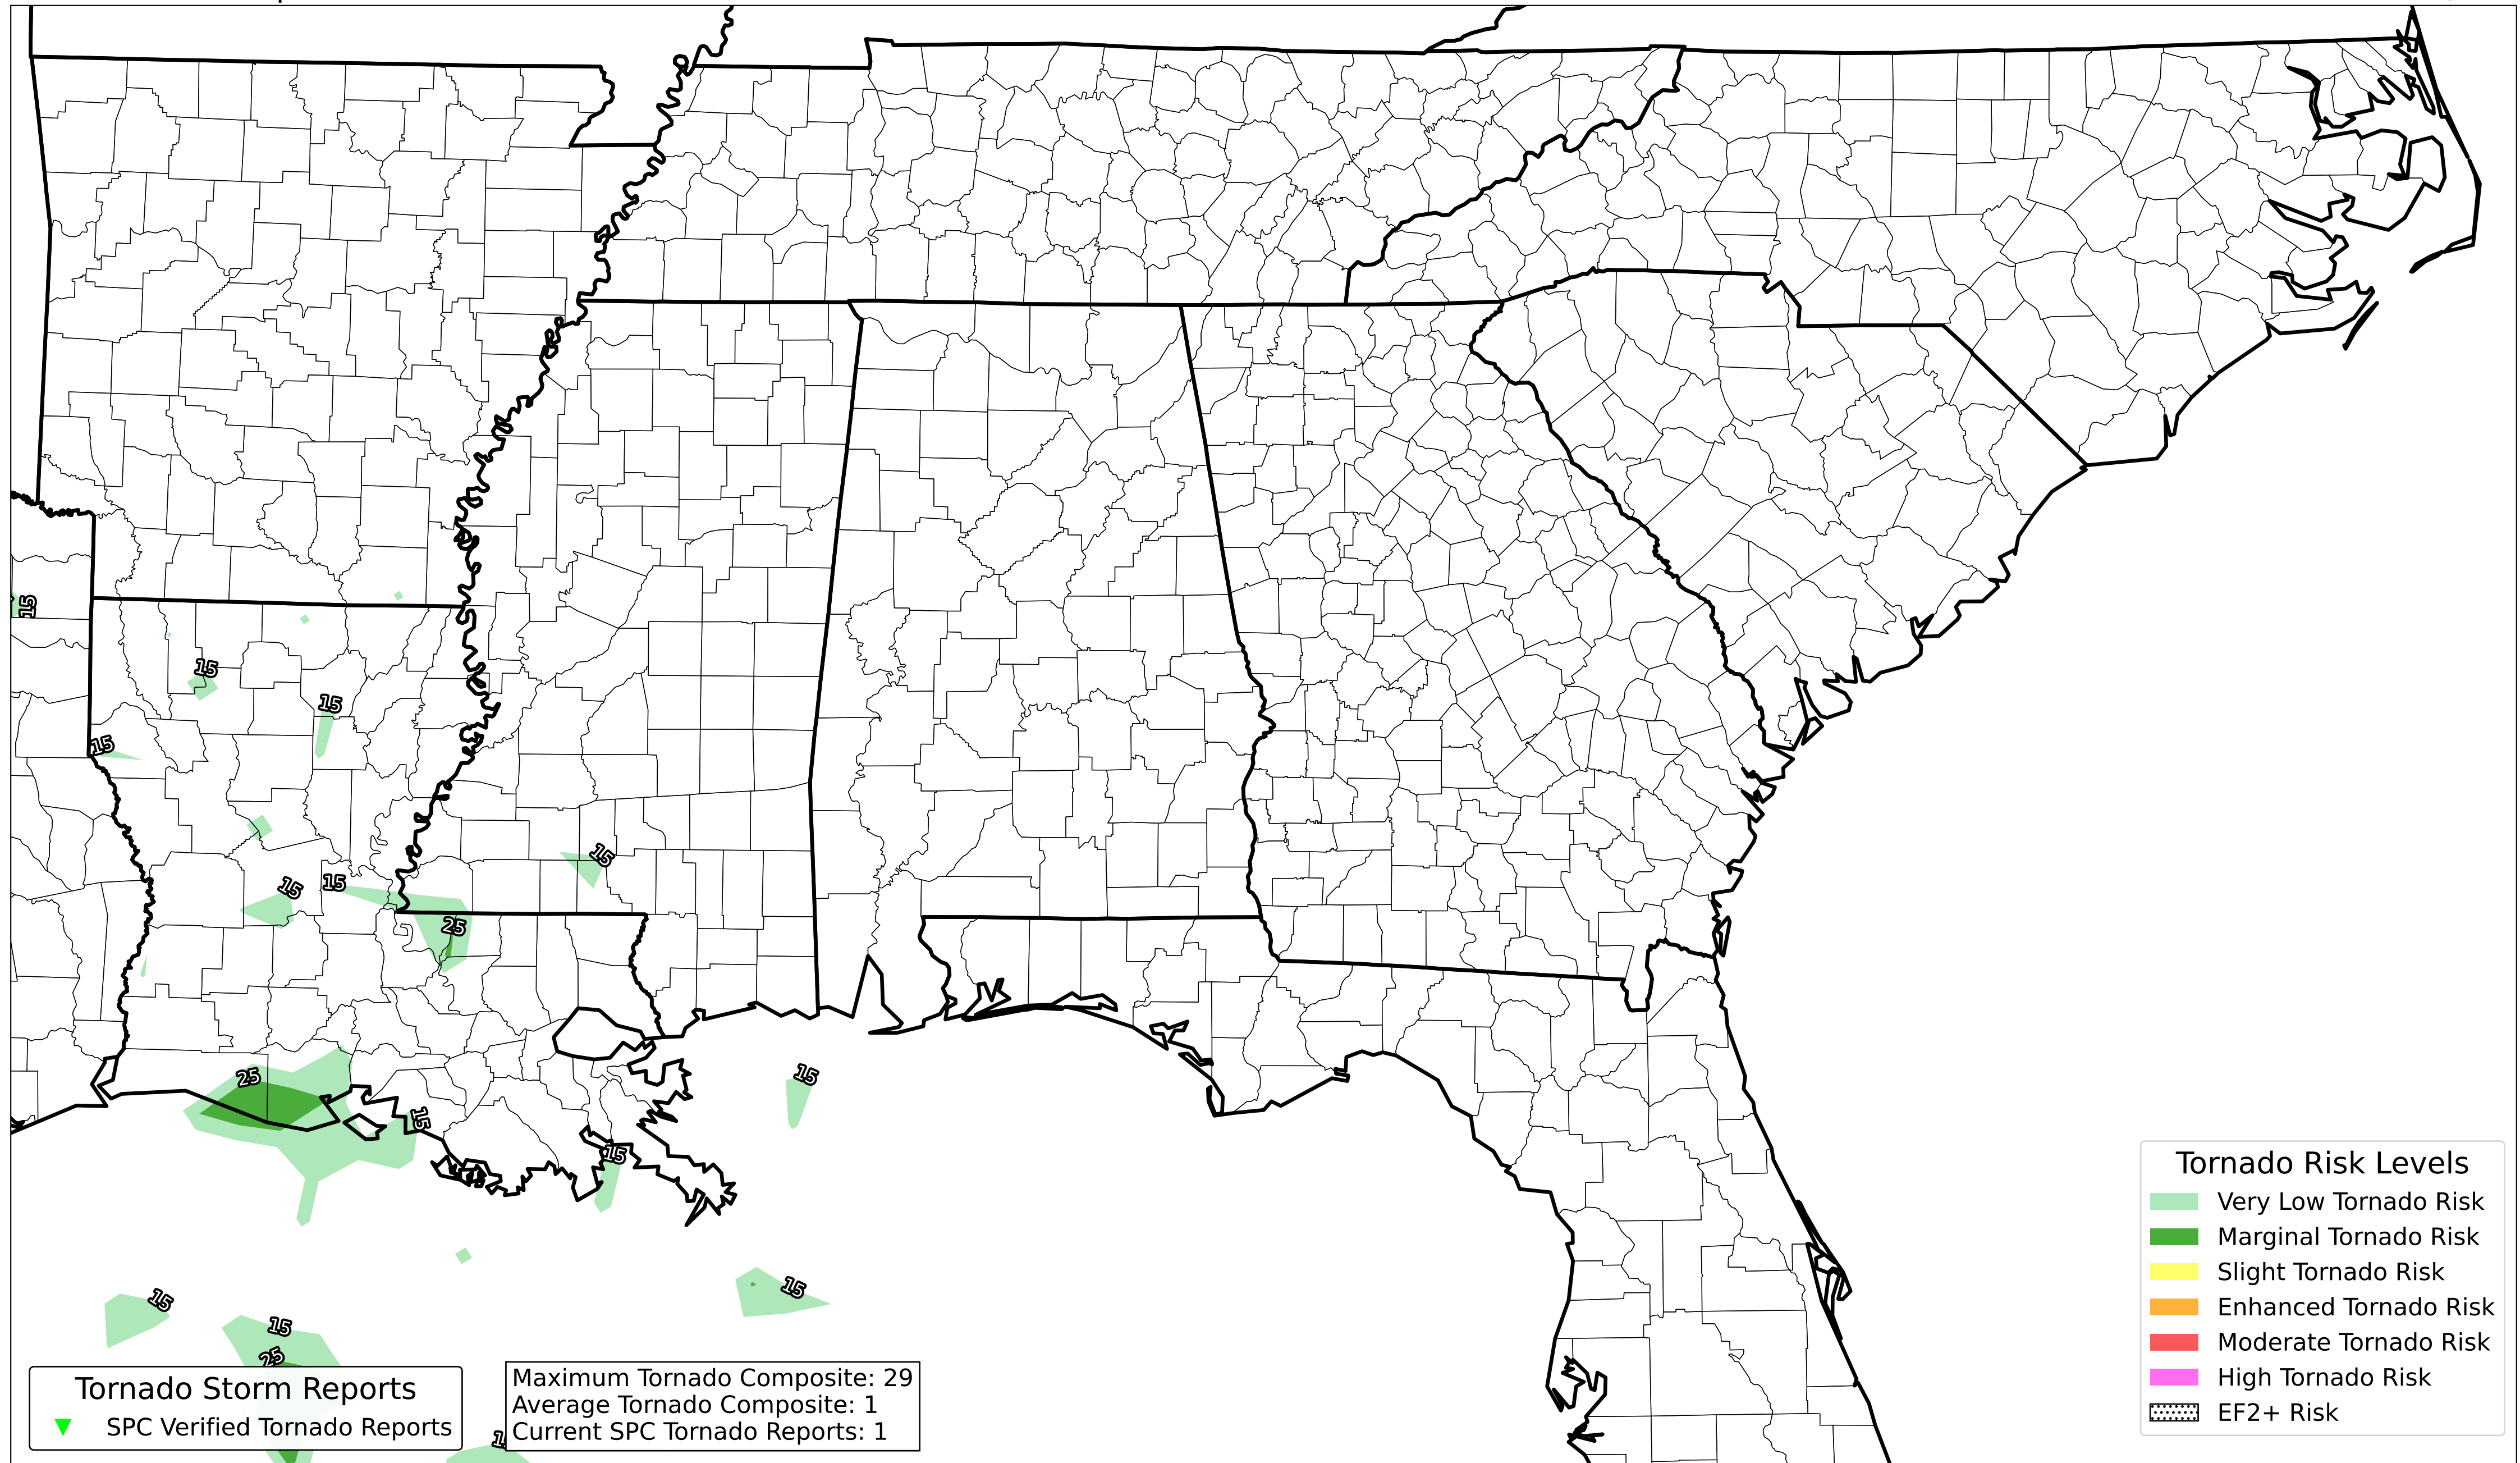 15
15
15
15
15
15
15
25
25
15
15
15
15
15
15
25
Tornado Storm Reports
SPC Verified Tornado Reports
Maximum Tornado Composite: 29
Average Tornado Composite: 1
Current SPC Tornado Reports: 1
Tornado Risk Levels
Very Low Tornado Risk
Marginal Tornado Risk
Slight Tornado Risk
Enhanced Tornado Risk
Moderate Tornado Risk
High Tornado Risk
EF2+ Risk